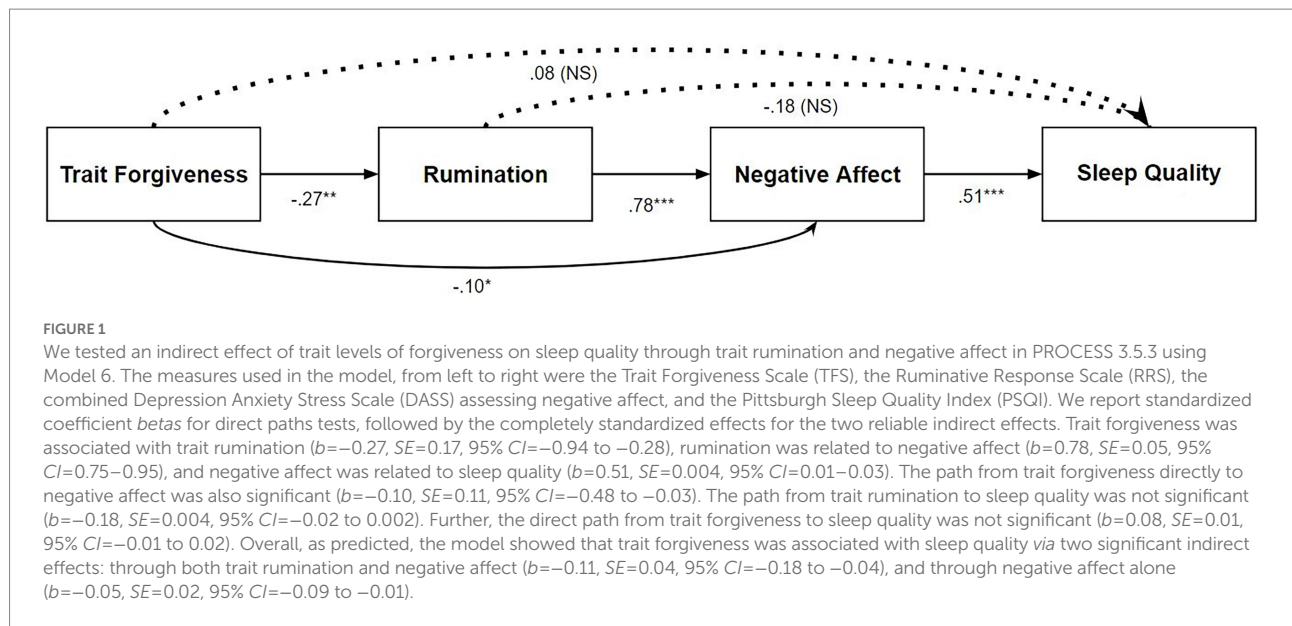 .08 (NS)
-.18 (NS)
Trait Forgiveness
Rumination
Negative Affect
Sleep Quality
-.27**
.78***
.51***
-.10*
FIGURE 1
We tested an indirect effect of trait levels of forgiveness on sleep quality through trait rumination and negative affect in PROCESS 3.5.3 using
Model 6. The measures used in the model, from left to right were the Trait Forgiveness Scale (TFS), the Ruminative Response Scale (RRS), the
combined Depression Anxiety Stress Scale (DASS) assessing negative affect, and the Pittsburgh Sleep Quality Index (PSQI). We report standardized
coefficient betas for direct paths tests, followed by the completely standardized effects for the two reliable indirect effects. Trait forgiveness was
associated with trait rumination (b=−0.27, SE=0.17, 95% CI=−0.94 to −0.28), rumination was related to negative affect (b=0.78, SE=0.05, 95%
CI=0.75–0.95), and negative affect was related to sleep quality (b=0.51, SE=0.004, 95% CI=0.01–0.03). The path from trait forgiveness directly to
negative affect was also significant (b=−0.10, SE=0.11, 95% CI=−0.48 to −0.03). The path from trait rumination to sleep quality was not significant
(b=−0.18, SE=0.004, 95% CI=−0.02 to 0.002). Further, the direct path from trait forgiveness to sleep quality was not significant (b=0.08, SE=0.01,
95% CI=−0.01 to 0.02). Overall, as predicted, the model showed that trait forgiveness was associated with sleep quality via two significant indirect
effects: through both trait rumination and negative affect (b=−0.11, SE=0.04, 95% CI=−0.18 to −0.04), and through negative affect alone
(b=−0.05, SE=0.02, 95% CI=−0.09 to −0.01).